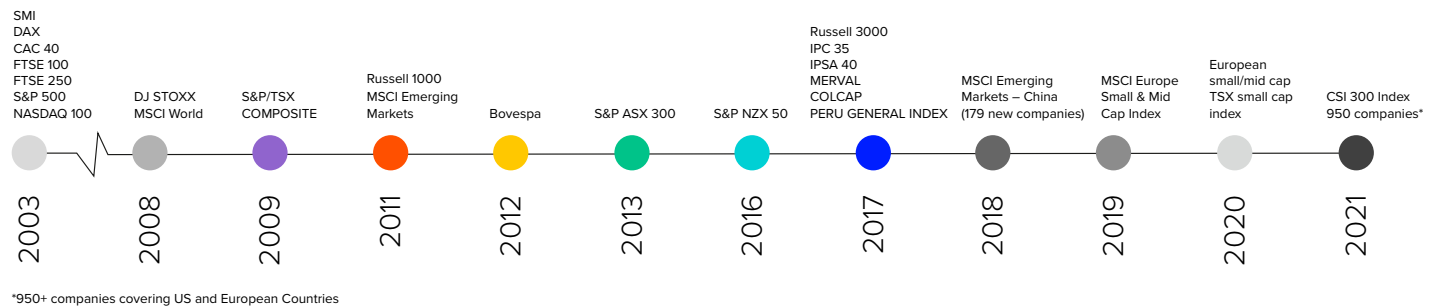 SMI
DAX
CAC 40
FTSE 100
FTSE 250
S&P 500
NASDAQ 100
DJ STOXX
MSCI World
S&P/TSX
COMPOSITE
Russell 1000
MSCI Emerging
Markets
Bovespa
S&P ASX 300
S&P NZX 50
Russell 3000
IPC 35
IPSA 40
MERVAL
COLCAP
PERU GENERAL INDEX
MSCI Emerging
Markets – China
(179 new companies)
MSCI Europe
Small & Mid
Cap Index
European
small/mid cap
TSX small cap
index
CSI 300 Index
950 companies*
2003
2008
2009
2011
2012
2013
2016
2017
2018
2019
2020
2021
*950+ companies covering US and European Countries